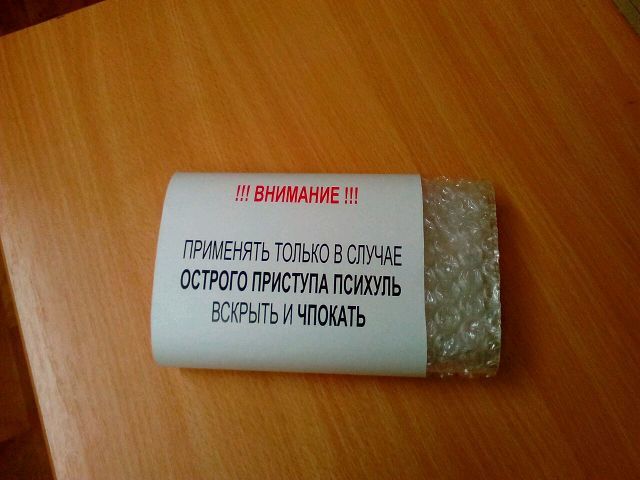 !!! ВНИМАНИЕ !!!
ПРИМЕНЯТЬ ТОЛЬКО В СЛУЧАЕ
ОСТРОГО ПРИСТУПА ПСИХУЛЬ
ВСКРЫТЬ И ЧПОКАТЬ